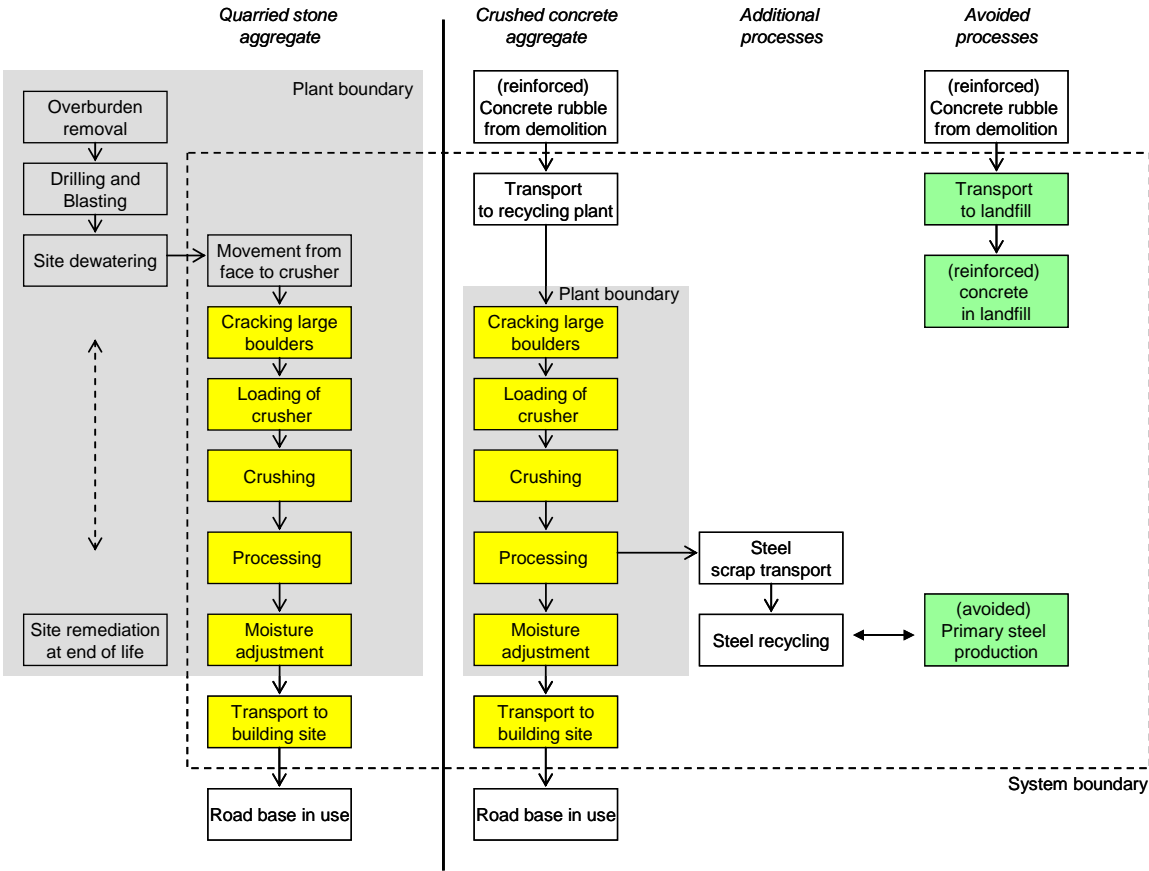 Quarried stone
aggregate
Crushed concrete
aggregate
Additional
processes
Avoided
processes
Plant boundary
Overburden
removal
Drilling and
Blasting
Site dewatering
Site remediation
at end of life
Movement from
face to crusher
Cracking large
boulders
Loading of
crusher
Crushing
Processing
Moisture
adjustment
Transport to
building site
Road base in use
(reinforced)
Concrete rubble
from demolition
Transport
to recycling plant
Plant boundary
Cracking large
boulders
Loading of
crusher
Crushing
Processing
Moisture
adjustment
Transport to
building site
Road base in use
Steel
scrap transport
Steel recycling
(reinforced)
Concrete rubble
from demolition
Transport
to landfill
(reinforced)
concrete
in landfill
(avoided)
Primary steel
production
System boundary